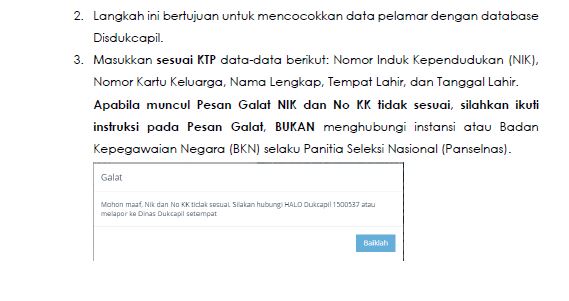 2. Langkah ini bertujuan untuk mencocokkan data pelamar dengan database
Disdukcapil.
3. Masukkan sesuai KTP data-data berikut: Nomor Induk Kependudukan (NIK),
Nomor Kartu Keluarga, Nama Lengkap, Tempat Lahir, dan Tanggal Lahir.
Apabila muncul Pesan Galat NIK dan No KK tidak sesuai, silahkan ikuti
instruksi pada Pesan Galat, BUKAN menghubungi instansi atau Badan
Kepegawaian Negara (BKN) selaku Panitia Seleksi Nasional (Panselnas).
Galat
Mohon maaf, Nik dan No KK tidak sesuai. Silakan hubungi HALO Dukcapil 1500537 atau
melapor ke Dinas Dukcapil setempat
Baiklah